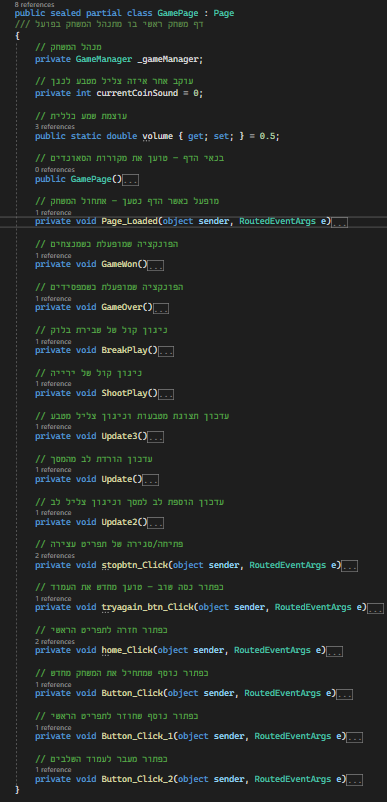 8 references
public sealed partial class GamePage : Page
/// דף משחק ראשי בו מתנהל המשחק בפועל
{
// מנהל המשחק
private GameManager _gameManager;
// עוקב אחר איזה צליל מטבע לנגן
private int currentCoinSound = 0;
// עוצמת שמע כללית
3 references
public static double volume { get; set; } = 0.5;
// בנאי הדף - טוען את מקורות הסאונדים
0 references
public GamePage()...
// מופעל כאשר הדף נטען - אתחול המשחק
1 reference
private void Page_Loaded(object sender, RoutedEventArgs e)...
// הפונקציה שמופעלת כשמנצחים
1 reference
private void GameWon()...
// הפונקציה שמופעלת כשמפסידים
1 reference
private void GameOver()...
// ניגון קול של שבירת בלוק
1 reference
private void BreakPlay()...
// ניגון קול של ירייה
1 reference
private void ShootPlay()...
// עדכון תצוגת מטבעות וניגון צליל מטבע
1 reference
private void Update3()...
// עדכון הורדת לב מהמסך
1 reference
private void Update()...
// עדכון הוספת לב למסך וניגון צליל לב
1 reference
private void Update2()...
// פתיחה/סגירה של תפריט עצירה
2 references
private void stopbtn_Click(object sender, RoutedEventArgs e)...
// כפתור נסה שוב - טוען מחדש את העמוד
1 reference
private void tryagain_btn_Click(object sender, RoutedEventArgs e)...
// כפתור חזרה לתפריט הראשי
2 references
private void home_Click(object sender, RoutedEventArgs e)...
// כפתור נוסף שמתחיל את המשחק מחדש
1 reference
private void Button_Click(object sender, RoutedEventArgs e)...
// כפתור נוסף שחוזר לתפריט הראשי
1 reference
private void Button_Click_1(object sender, RoutedEventArgs e)...
// כפתור מעבר לעמוד השלבים
1 reference
private void Button_Click_2(object sender, RoutedEventArgs e)...
}